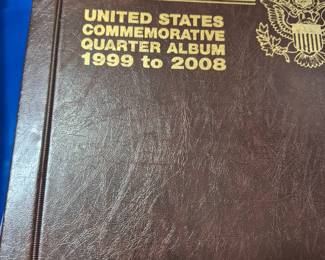 UNITED STATES
COMMEMORATIVE
QUARTER ALBUM
1999 to 2008